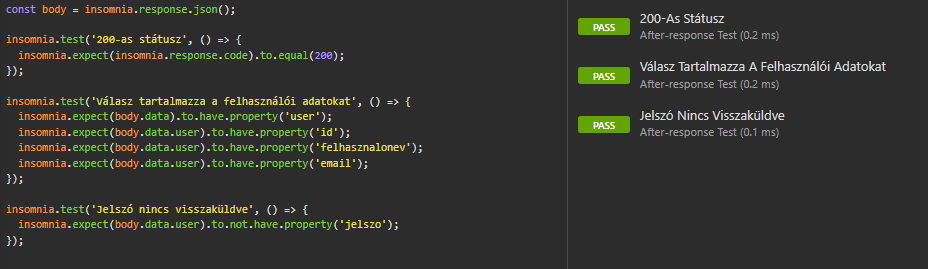 const body = insomnia.response.json();
insomnia.test('200-as státusz', () => {
  insomnia.expect(insomnia.response.code).to.equal(200);
});
insomnia.test('Válasz tartalmazza a felhasználói adatokat', () => {
  insomnia.expect(body.data).to.have.property('user');
  insomnia.expect(body.data.user).to.have.property('id');
  insomnia.expect(body.data.user).to.have.property('felhasznalonev');
  insomnia.expect(body.data.user).to.have.property('email');
});
insomnia.test('Jelszó nincs visszaküldve', () => {
  insomnia.expect(body.data.user).to.not.have.property('jelszo');
});
PASS
200-As Státusz
After-response Test (0.2 ms)
PASS
Válasz Tartalmazza A Felhasználói Adatokat
After-response Test (0.2 ms)
PASS
Jelszó Nincs Visszaküldve
After-response Test (0.1 ms)